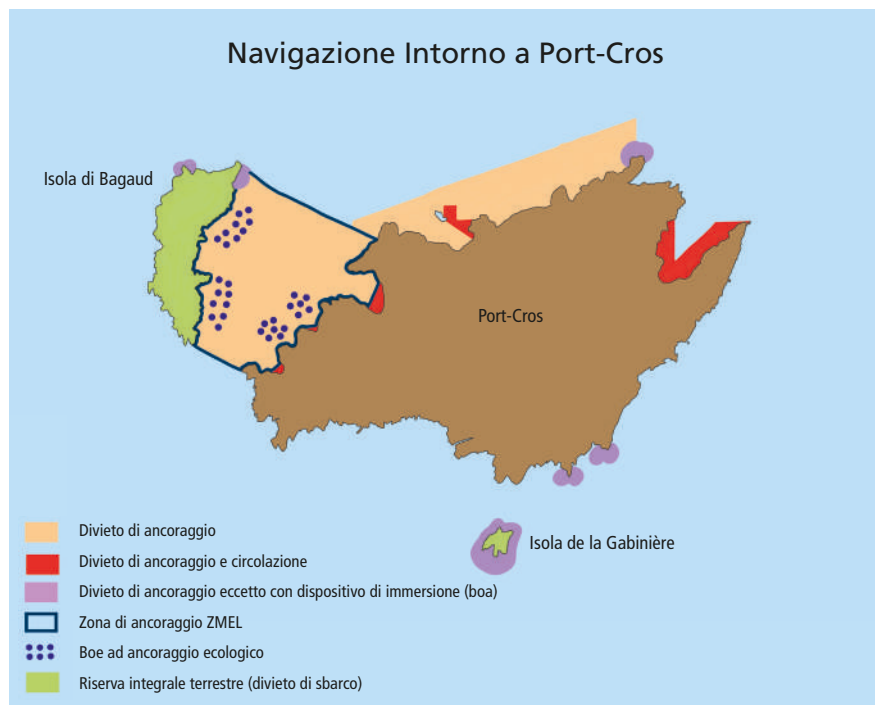 Navigazione Intorno a Port-Cros
Isola di Bagaud
Port-Cros
Isola de la Gabinière
Divieto di ancoraggio
Divieto di ancoraggio e circolazione
Divieto di ancoraggio eccetto con dispositivo di immersione (boa)
Zona di ancoraggio ZMEL
Boe ad ancoraggio ecologico
Riserva integrale terrestre (divieto di sbarco)